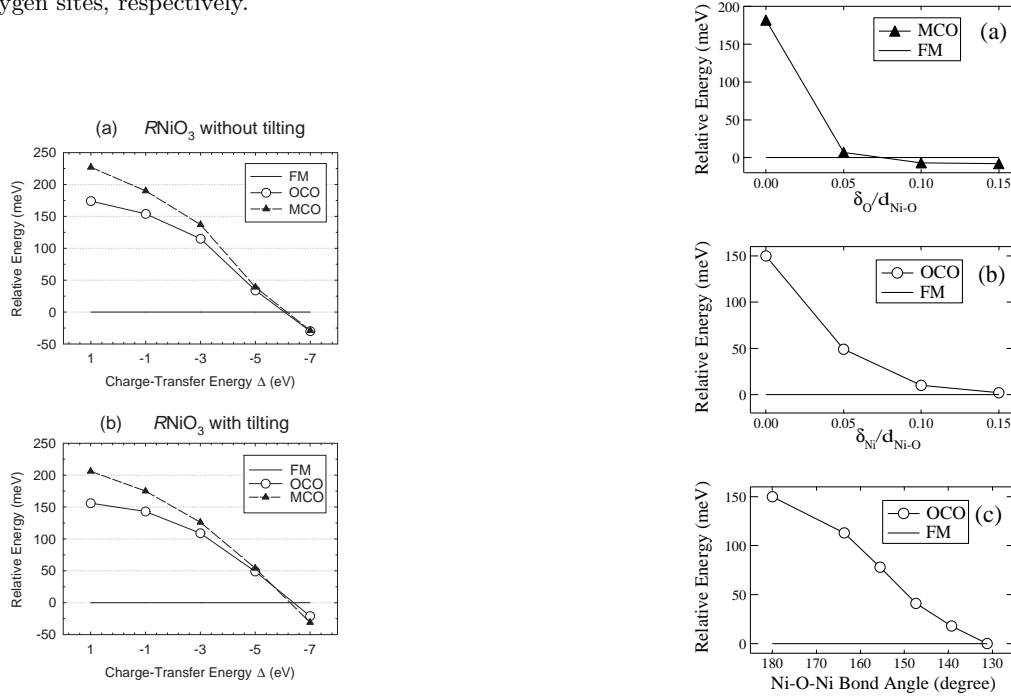 ygen sites, respectively.
(a) RNiO3 without tilting
Relative Energy (meV)
250
200
150
100
50
0
-50
FM
OCO
MCO
1 -1 -3 -5 -7
Charge-Transfer Energy Δ (eV)
(b) RNiO3 with tilting
Relative Energy (meV)
250
200
150
100
50
0
-50
FM
OCO
MCO
1 -1 -3 -5 -7
Charge-Transfer Energy Δ (eV)
(a)
Relative Energy (meV)
200
150
100
50
0
MCO
FM
0.00 0.05 0.10 0.15
δO/dNi-O
(b)
Relative Energy (meV)
150
100
50
0
OCO
FM
0.00 0.05 0.10 0.15
δNi/dNi-O
(c)
Relative Energy (meV)
150
100
50
0
OCO
FM
180 170 160 150 140 130
Ni-O-Ni Bond Angle (degree)